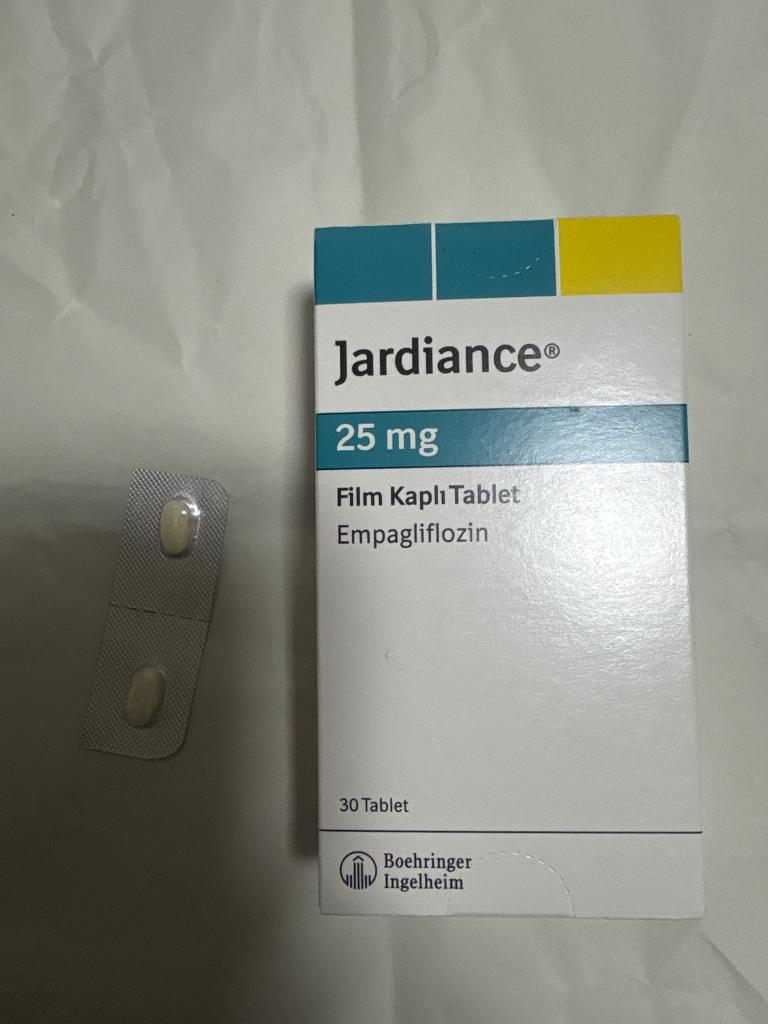 Jardiance®
25 mg
Film Kaplı Tablet
Empagliflozin
30 Tablet
Boehringer
Ingelheim